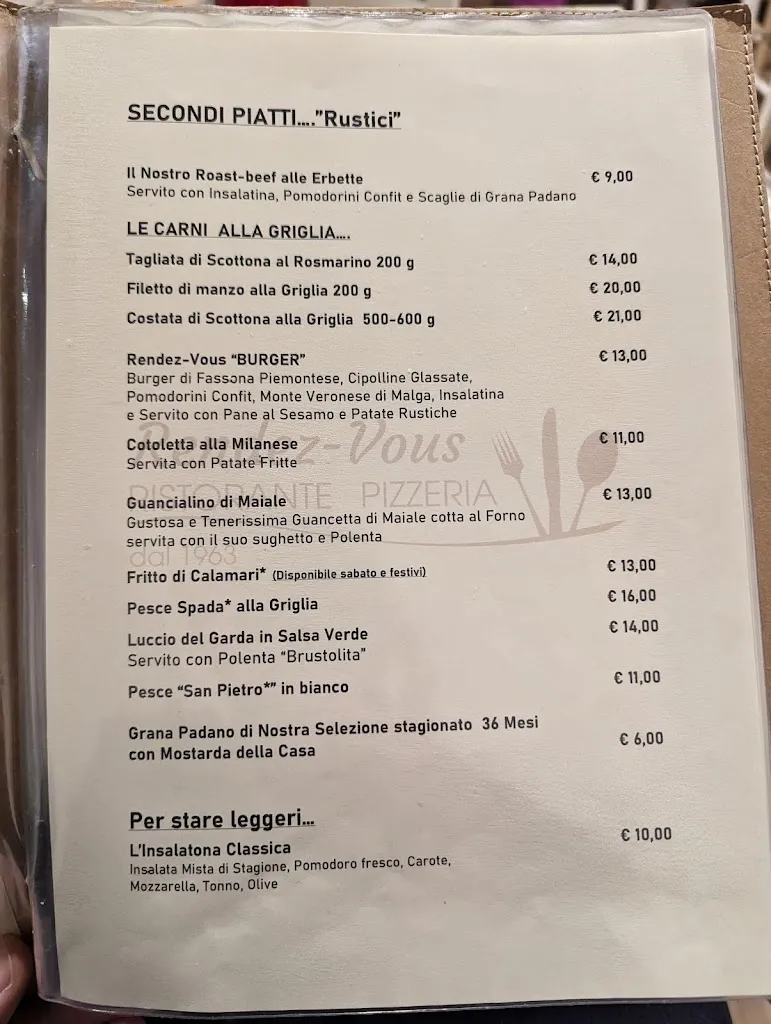 SECONDI PIATTI...."Rustici"
Il Nostro Roast-beef alle Erbette € 9,00
Servito con Insalatina, Pomodorini Confit e Scaglie di Grana Padano
LE CARNI ALLA GRIGLIA....
Tagliata di Scottona al Rosmarino 200 g € 14,00
Filetto di manzo alla Griglia 200 g € 20,00
Costata di Scottona alla Griglia 500-600 g € 21,00
Rendez-Vous "BURGER" € 13,00
Burger di Fassona Piemontese, Cipolline Glassate,
Pomodorini Confit, Monte Veronese di Malga, Insalatina
e Servito con Pane al Sesamo e Patate Rustiche
Rendez-Vous
Cotoletta alla Milanese € 11,00
Servita con Patate Fritte
RISTORANTE PIZZERIA
Guancialino di Maiale € 13,00
Gustosa e Tenerissima Guancetta di Maiale cotta al Forno
servita con il suo sughetto e Polenta
dal 1963
Fritto di Calamari* (Disponibile sabato e festivi) € 13,00
Pesce Spada* alla Griglia € 16,00
Luccio del Garda in Salsa Verde € 14,00
Servito con Polenta "Brustolita"
Pesce "San Pietro*" in bianco € 11,00
Grana Padano di Nostra Selezione stagionato 36 Mesi
con Mostarda della Casa € 6,00
Per stare leggeri...
L'Insalatona Classica € 10,00
Insalata Mista di Stagione, Pomodoro fresco, Carote,
Mozzarella, Tonno, Olive